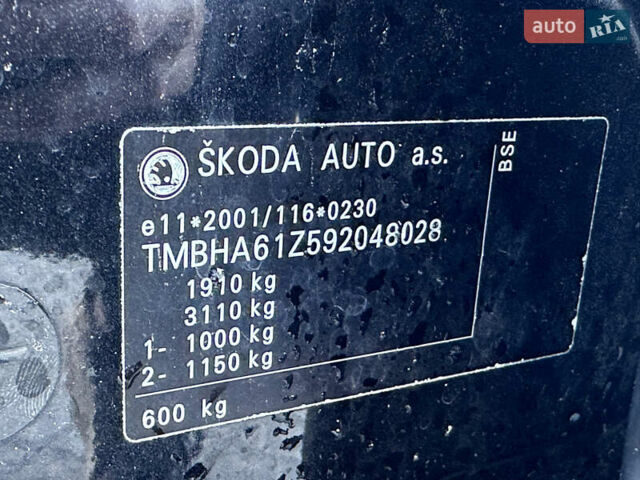 auto RIA
ŠKODA AUTO a.s.
BSE
e11*2001/116*0230
TMBHA61Z592048028
1910 kg
3110 kg
1- 1000 kg
2- 1150 kg
600 kg